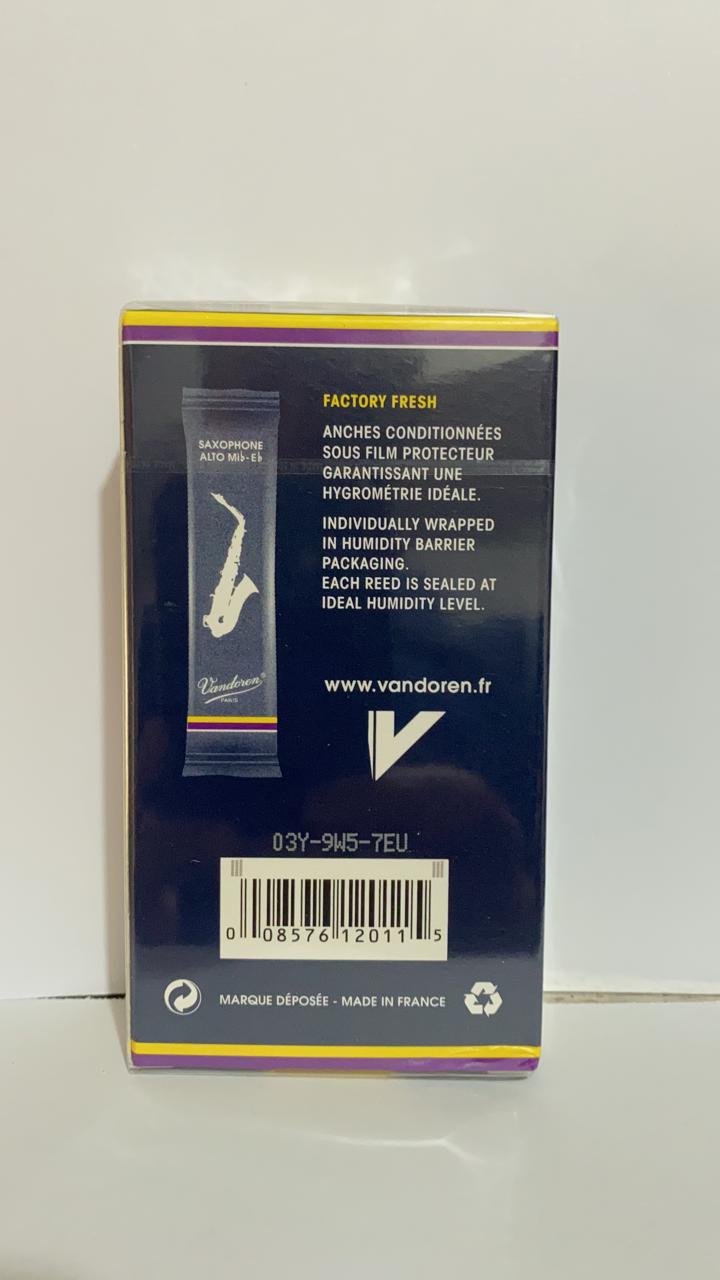 SAXOPHONE
ALTO Mi♭-E♭
Vandoren®
PARIS
FACTORY FRESH
ANCHES CONDITIONNÉES
SOUS FILM PROTECTEUR
GARANTISSANT UNE
HYGROMÉTRIE IDÉALE.
INDIVIDUALLY WRAPPED
IN HUMIDITY BARRIER
PACKAGING.
EACH REED IS SEALED AT
IDEAL HUMIDITY LEVEL.
www.vandoren.fr
V
03Y-9W5-7EU
0 08576 12011 5
MARQUE DÉPOSÉE - MADE IN FRANCE